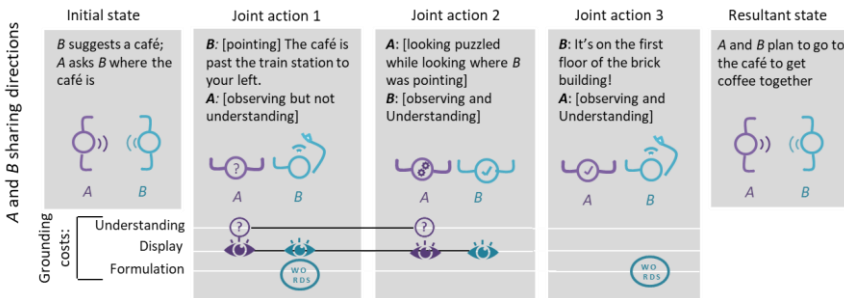 Initial state
Joint action 1
Joint action 2
Joint action 3
Resultant state
A and B sharing directions
B suggests a café;
A asks B where the
café is
A
B
B: [pointing] The café is
past the train station to
your left.
A: [observing but not
understanding]
?
A
B
A: [looking puzzled
while looking where B
was pointing]
B: [observing and
Understanding]
A
B
B: It's on the first
floor of the brick
building!
A: [observing and
Understanding]
A
B
A and B plan to go to
the café to get
coffee together
A
B
Grounding
costs:
Understanding
?
?
Display
Formulation
WO
RDS
WO
RDS